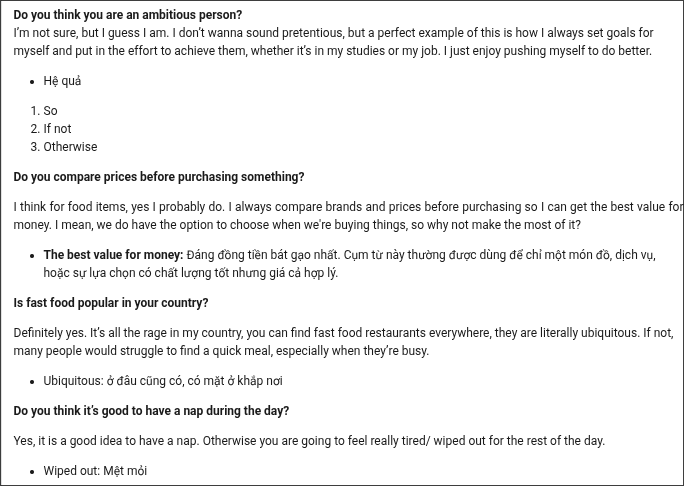 Do you think you are an ambitious person?
I’m not sure, but I guess I am. I don’t wanna sound pretentious, but a perfect example of this is how I always set goals for
myself and put in the effort to achieve them, whether it’s in my studies or my job. I just enjoy pushing myself to do better.
• Hệ quả
1. So
2. If not
3. Otherwise
Do you compare prices before purchasing something?
I think for food items, yes I probably do. I always compare brands and prices before purchasing so I can get the best value for
money. I mean, we do have the option to choose when we're buying things, so why not make the most of it?
• The best value for money: Đáng đồng tiền bát gạo nhất. Cụm từ này thường được dùng để chỉ một món đồ, dịch vụ,
hoặc sự lựa chọn có chất lượng tốt nhưng giá cả hợp lý.
Is fast food popular in your country?
Definitely yes. It’s all the rage in my country, you can find fast food restaurants everywhere, they are literally ubiquitous. If not,
many people would struggle to find a quick meal, especially when they’re busy.
• Ubiquitous: ở đâu cũng có, có mặt ở khắp nơi
Do you think it’s good to have a nap during the day?
Yes, it is a good idea to have a nap. Otherwise you are going to feel really tired/ wiped out for the rest of the day.
• Wiped out: Mệt mỏi